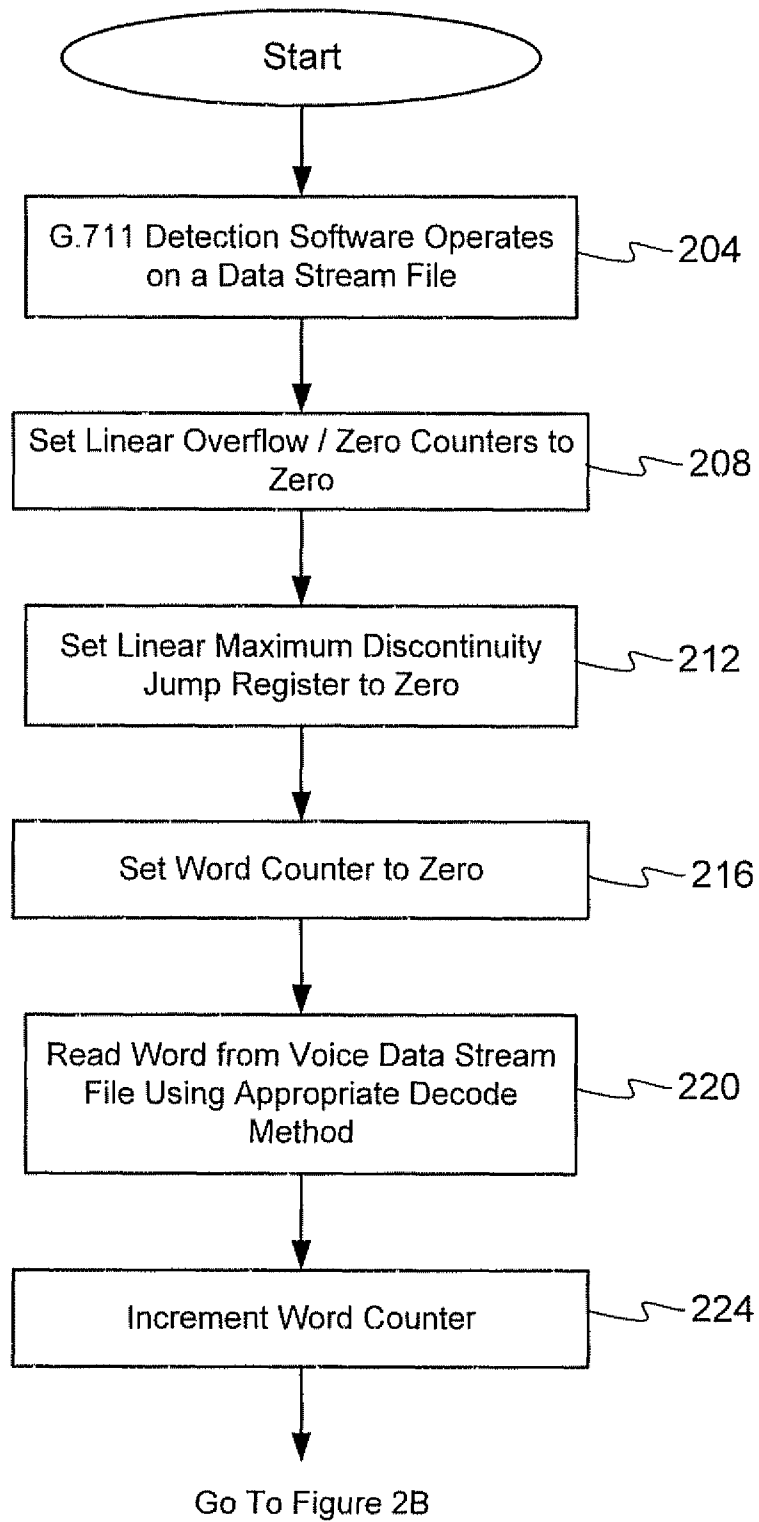 Start
G.711 Detection Software Operates
on a Data Stream File
204
Set Linear Overflow / Zero Counters to
Zero
208
Set Linear Maximum Discontinuity
Jump Register to Zero
212
Set Word Counter to Zero
216
Read Word from Voice Data Stream
File Using Appropriate Decode
Method
220
Increment Word Counter
224
Go To Figure 2B